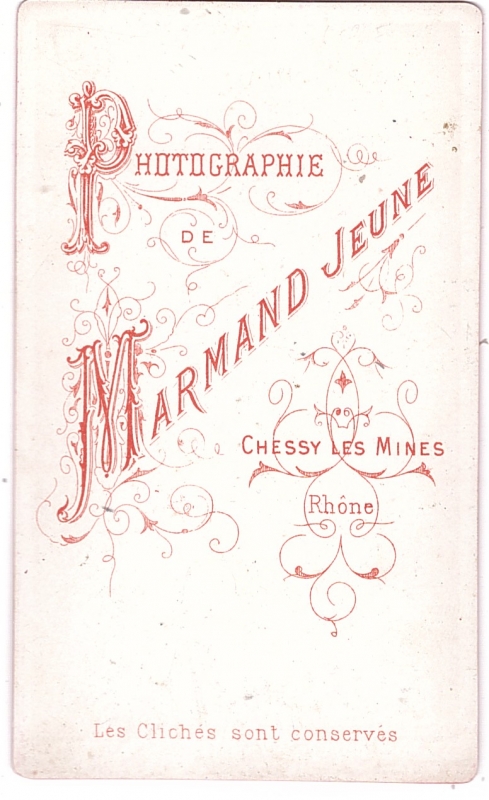 PHOTOGRAPHIE
DE
MARMAND JEUNE
CHESSY LES MINES
Rhône
Les Clichés sont conservés